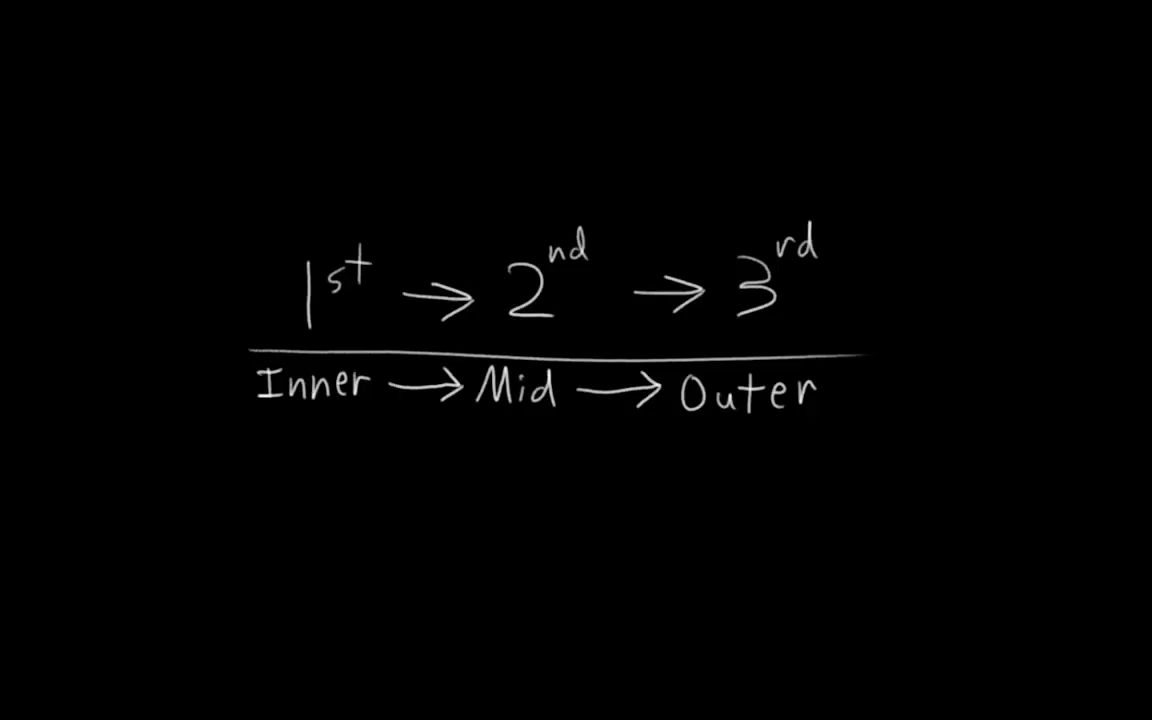 1st → 2nd → 3rd
Inner → Mid → Outer